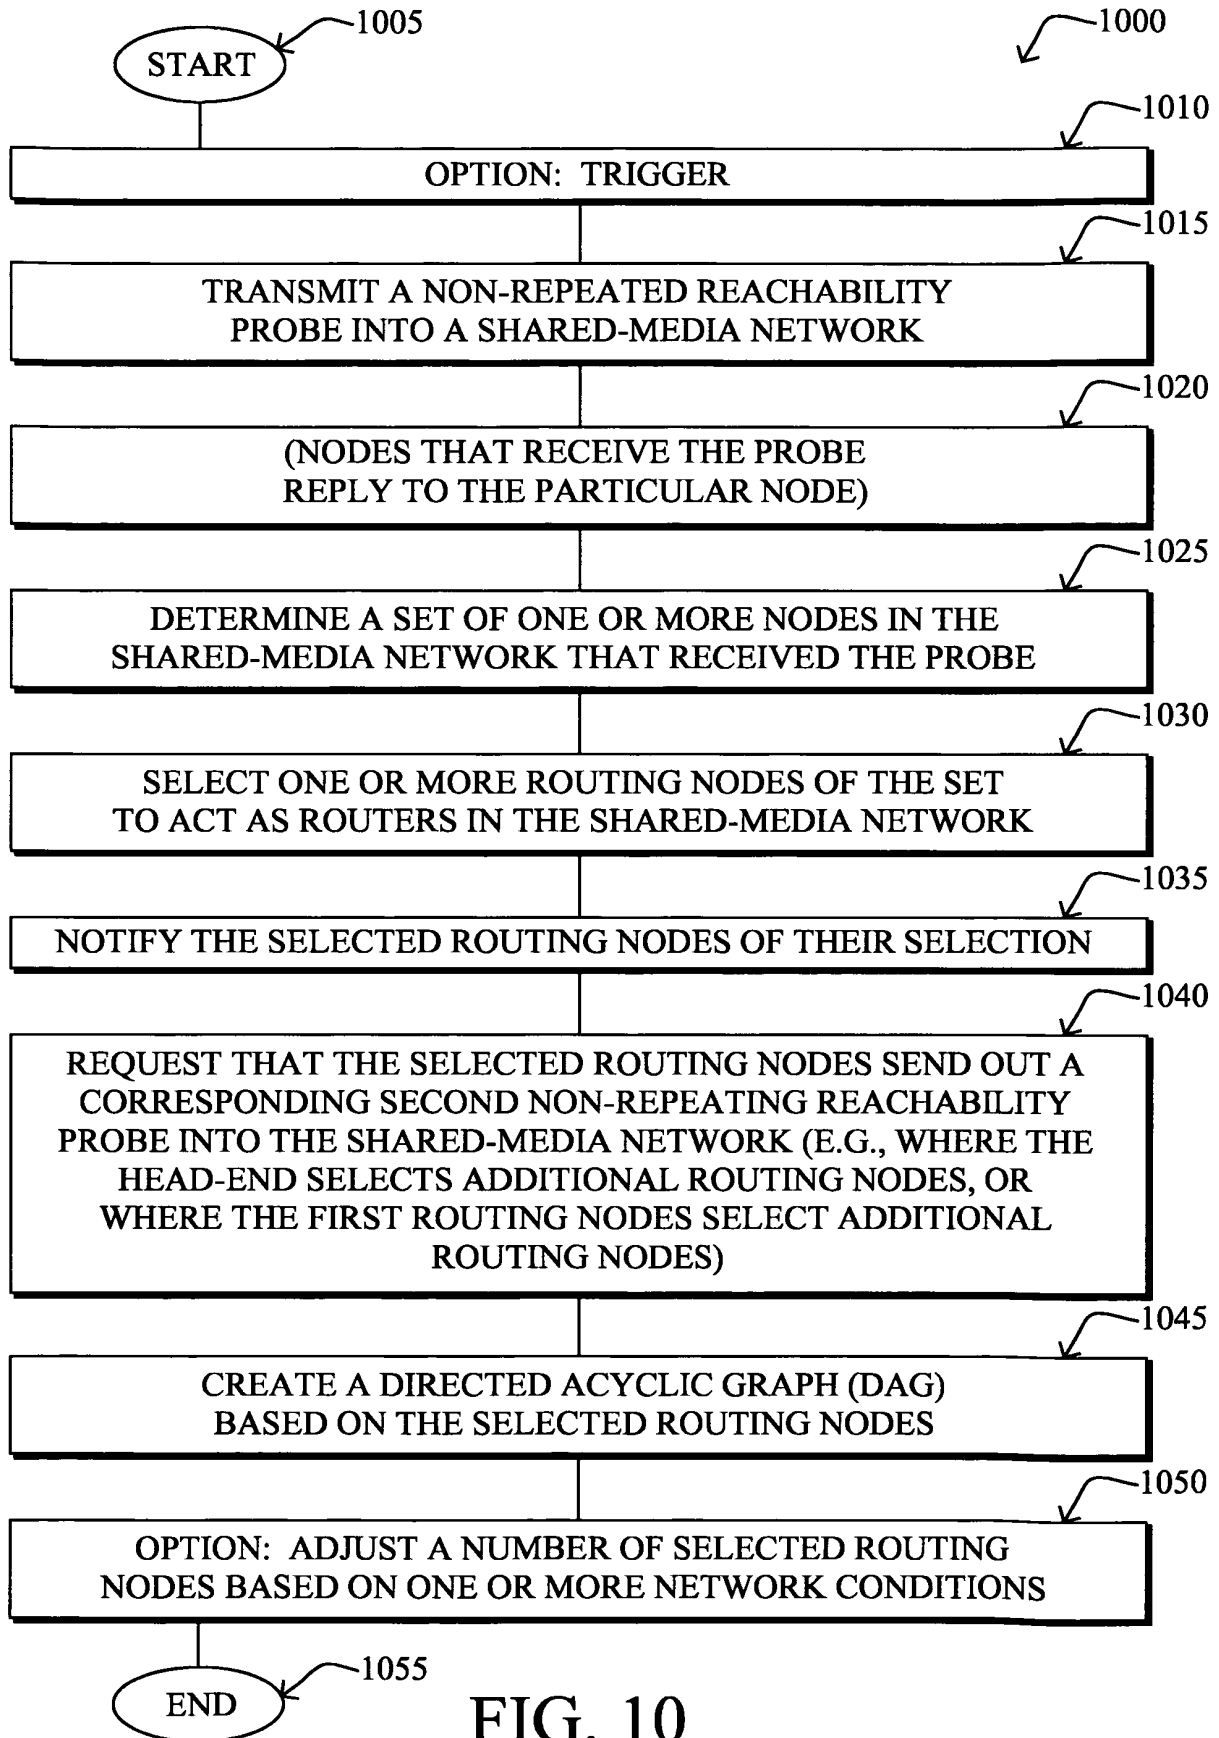 1005
1000
START
1010
OPTION: TRIGGER
1015
TRANSMIT A NON-REPEATED REACHABILITY
PROBE INTO A SHARED-MEDIA NETWORK
1020
(NODES THAT RECEIVE THE PROBE
REPLY TO THE PARTICULAR NODE)
1025
DETERMINE A SET OF ONE OR MORE NODES IN THE
SHARED-MEDIA NETWORK THAT RECEIVED THE PROBE
1030
SELECT ONE OR MORE ROUTING NODES OF THE SET
TO ACT AS ROUTERS IN THE SHARED-MEDIA NETWORK
1035
NOTIFY THE SELECTED ROUTING NODES OF THEIR SELECTION
1040
REQUEST THAT THE SELECTED ROUTING NODES SEND OUT A
CORRESPONDING SECOND NON-REPEATING REACHABILITY
PROBE INTO THE SHARED-MEDIA NETWORK (E.G., WHERE THE
HEAD-END SELECTS ADDITIONAL ROUTING NODES, OR
WHERE THE FIRST ROUTING NODES SELECT ADDITIONAL
ROUTING NODES)
1045
CREATE A DIRECTED ACYCLIC GRAPH (DAG)
BASED ON THE SELECTED ROUTING NODES
1050
OPTION: ADJUST A NUMBER OF SELECTED ROUTING
NODES BASED ON ONE OR MORE NETWORK CONDITIONS
1055
END
FIG. 10